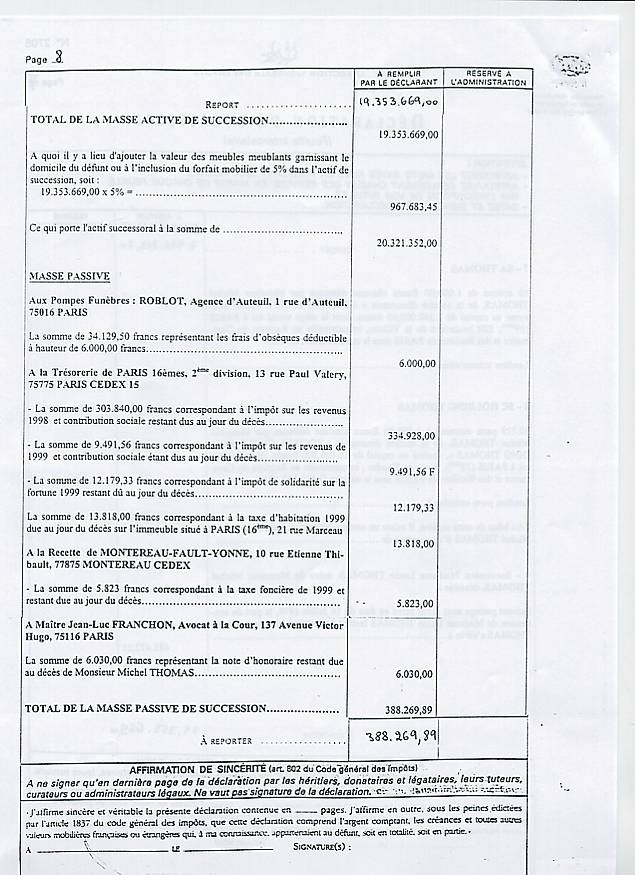 Page 8
À REMPLIR
PAR LE DÉCLARANT
RÉSERVÉ A
L'ADMINISTRATION
REPORT ..................... 19.353.669,00
TOTAL DE LA MASSE ACTIVE DE SUCCESSION.....................
19.353.669,00
A quoi il y a lieu d'ajouter la valeur des meubles meublants garnissant le
domicile du défunt ou à l'inclusion du forfait mobilier de 5% dans l'actif de
succession, soit :
19.353.669,00 x 5% = ..........................................
967.683,45
Ce qui porte l'actif successoral à la somme de ...............................
20.321.352,00
MASSE PASSIVE
Aux Pompes Funèbres : ROBLOT, Agence d'Auteuil, 1 rue d'Auteuil,
75016 PARIS
La somme de 34.129,50 francs représentant les frais d'obsèques déductible
à hauteur de 6.000,00 francs....................................................
6.000,00
A la Trésorerie de PARIS 16èmes, 2ème division, 13 rue Paul Valery,
75775 PARIS CEDEX 15
- La somme de 303.840,00 francs correspondant à l'impôt sur les revenus
1998 et contribution sociale restant dus au jour du décès.....................
334.928,00
- La somme de 9.491,56 francs correspondant à l'impôt sur les revenus de
1999 et contribution sociale étant dus au jour du décès.....................
9.491,56 F
- La somme de 12.179,33 francs correspondant à l'impôt de solidarité sur la
fortune 1999 restant dû au jour du décès........................................
12.179,33
La somme de 13.818,00 francs correspondant à la taxe d'habitation 1999
due au jour du décès sur l'immeuble situé à PARIS (16ème), 21 rue Marceau
13.818,00
A la Recette de MONTEREAU-FAULT-YONNE, 10 rue Etienne Thi-
bault, 77875 MONTEREAU CEDEX
- La somme de 5.823 francs correspondant à la taxe foncière de 1999 et
restant due au jour du décès.....................................................
5.823,00
A Maître Jean-Luc FRANCHON, Avocat à la Cour, 137 Avenue Victor
Hugo, 75116 PARIS
La somme de 6.030,00 francs représentant la note d'honoraire restant due
au décès de Monsieur Michel THOMAS.....................................
6.030,00
TOTAL DE LA MASSE PASSIVE DE SUCCESSION.................... 388.269,89
À REPORTER .................. 388.269,89
AFFIRMATION DE SINCÉRITÉ (art. 802 du Code général des Impôts)
A ne signer qu'en dernière page de la déclaration par les héritiers, donataires et légataires, leurs tuteurs,
curateurs ou administrateurs légaux. Ne vaut pas signature de la déclaration.
- J'affirme sincère et véritable la présente déclaration contenue en ____ pages. J'affirme en outre, sous les peines édictées
par l'article 1837 du code général des impôts, que cette déclaration comprend l'argent comptant, les créances et toutes autres
valeurs mobilières françaises ou étrangères qui, à ma connaissance, appartenaient au défunt, soit en totalité, soit en partie. -
A ____________ LE ____________ SIGNATURE(S) :